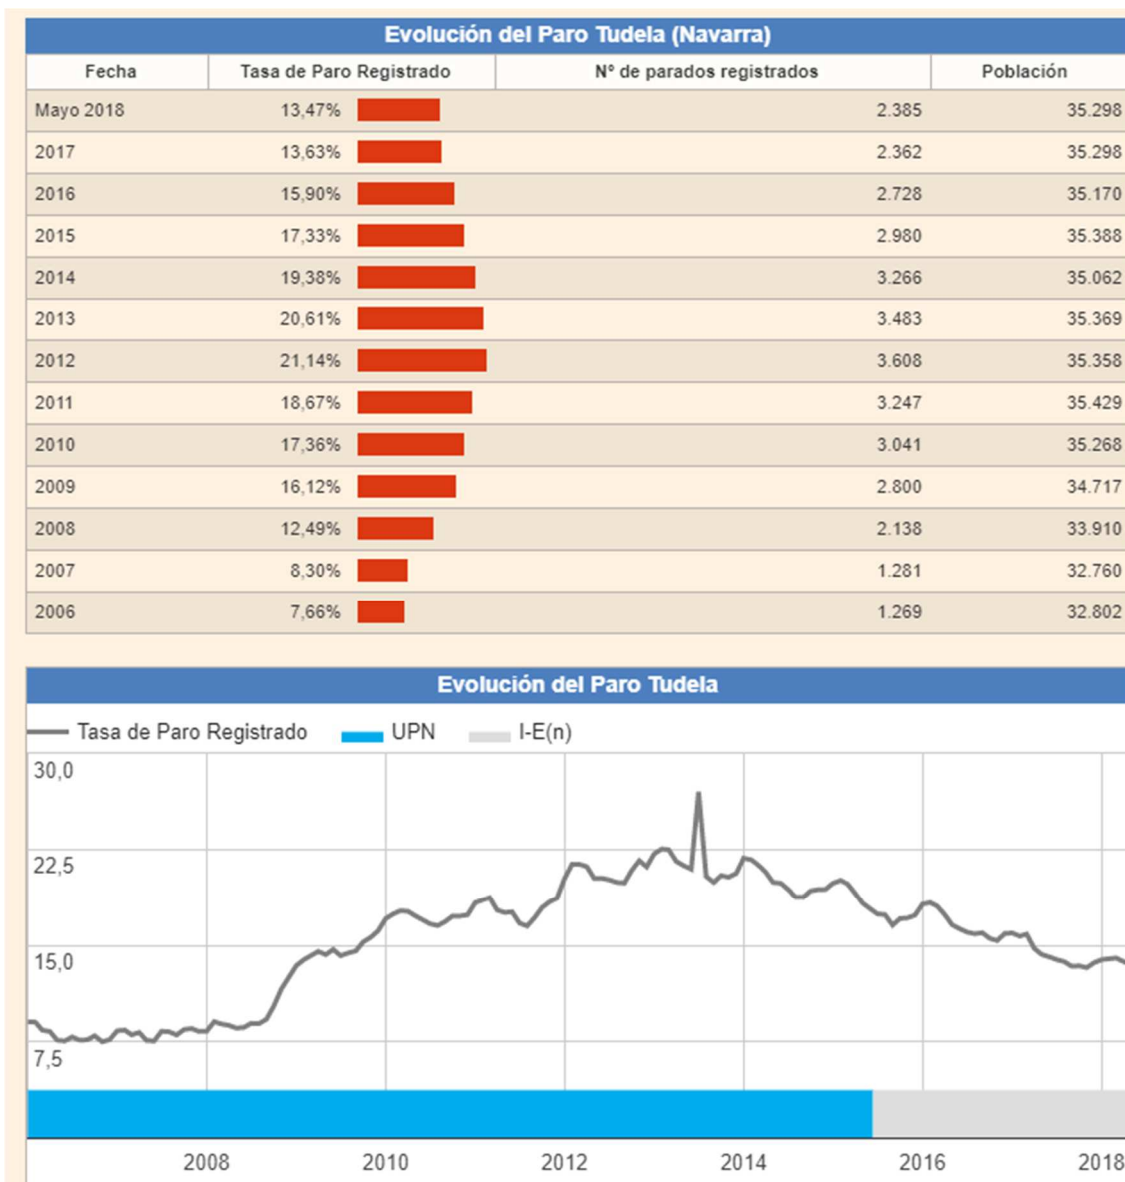 Evolución del Paro Tudela (Navarra)
Fecha Tasa de Paro Registrado Nº de parados registrados Población
Mayo 2018 13,47% 2.385 35.298
2017 13,63% 2.362 35.298
2016 15,90% 2.728 35.170
2015 17,33% 2.980 35.388
2014 19,38% 3.266 35.062
2013 20,61% 3.483 35.369
2012 21,14% 3.608 35.358
2011 18,67% 3.247 35.429
2010 17,36% 3.041 35.268
2009 16,12% 2.800 34.717
2008 12,49% 2.138 33.910
2007 8,30% 1.281 32.760
2006 7,66% 1.269 32.802
Evolución del Paro Tudela
Tasa de Paro Registrado UPN I-E(n)
30,0
22,5
15,0
7,5
2008 2010 2012 2014 2016 2018